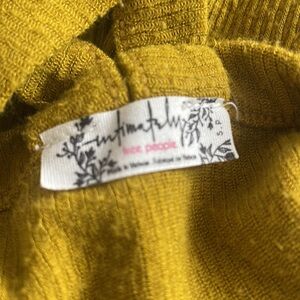 intimately
free people
Made in Vietnam
S P